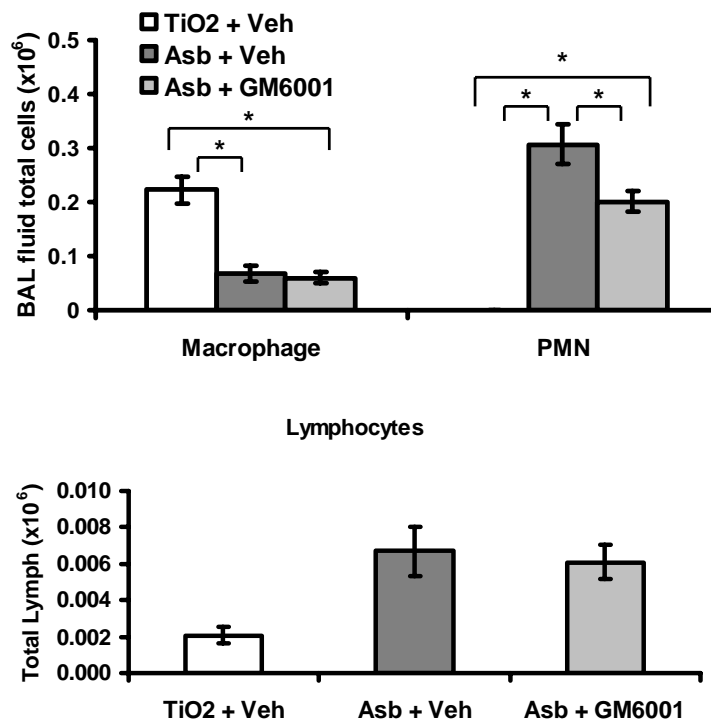 TiO2 + Veh
Asb + Veh
Asb + GM6001
BAL fluid total cells (x10⁶)
0.5
0.4
0.3
0.2
0.1
0
*
*
*
*
*
Macrophage
PMN
Lymphocytes
Total Lymph (x10⁶)
0.010
0.008
0.006
0.004
0.002
0.000
TiO2 + Veh Asb + Veh Asb + GM6001